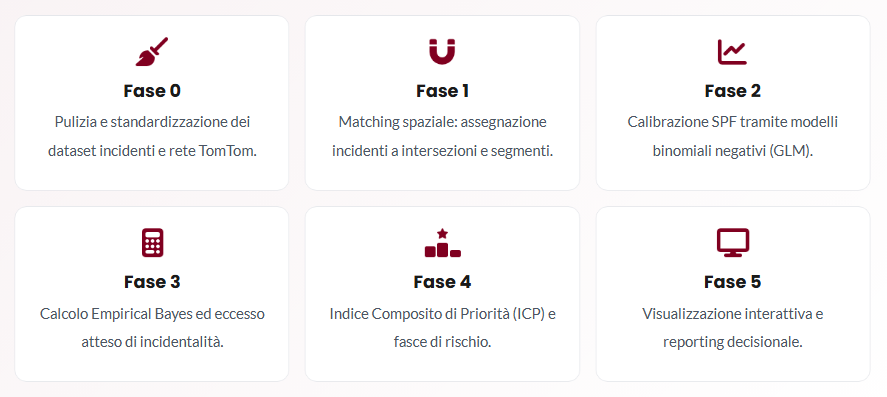 Fase 0
Pulizia e standardizzazione dei
dataset incidenti e rete TomTom.
Fase 1
Matching spaziale: assegnazione
incidenti a intersezioni e segmenti.
Fase 2
Calibrazione SPF tramite modelli
binomiali negativi (GLM).
Fase 3
Calcolo Empirical Bayes ed eccesso
atteso di incidentalità.
Fase 4
Indice Composito di Priorità (ICP) e
fasce di rischio.
Fase 5
Visualizzazione interattiva e
reporting decisionale.